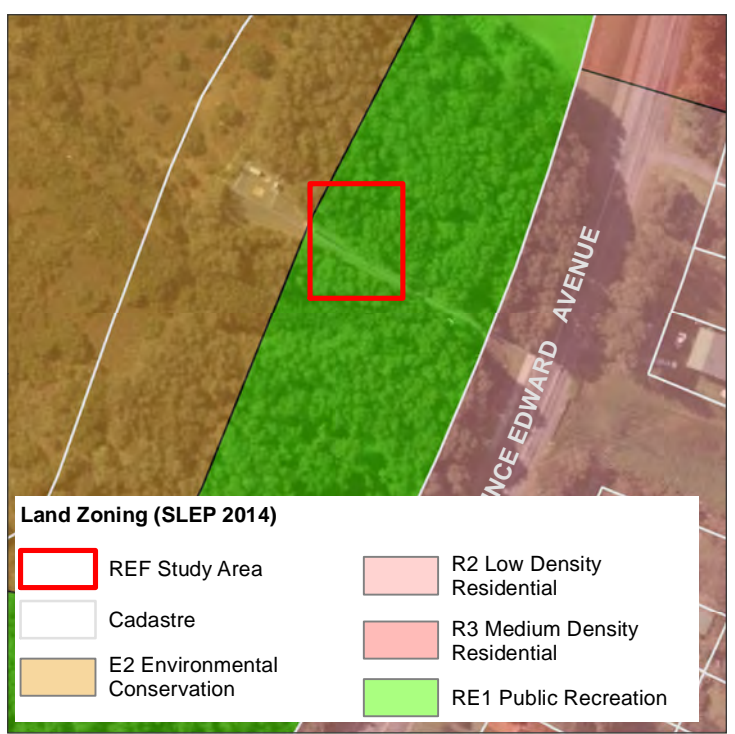 NCE EDWARD AVENUE
Land Zoning (SLEP 2014)
REF Study Area
Cadastre
E2 Environmental
Conservation
R2 Low Density
Residential
R3 Medium Density
Residential
RE1 Public Recreation